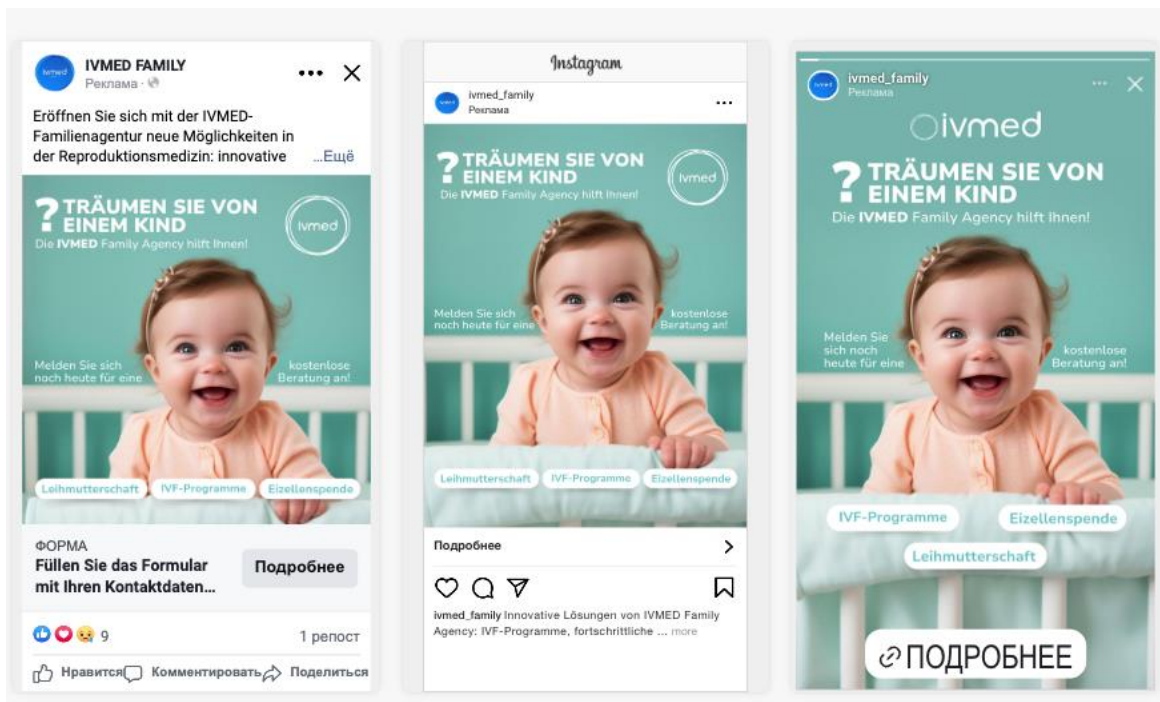 ivmed
IVMED FAMILY
Реклама ·
Eröffnen Sie sich mit der IVMED-
Familienagentur neue Möglichkeiten in
der Reproduktionsmedizin: innovative ...Ещё
? TRÄUMEN SIE VON
EINEM KIND
Die IVMED Family Agency hilft Ihnen!
ivmed
Melden Sie sich
noch heute für eine
kostenlose
Beratung an!
Leihmutterschaft IVF-Programme Eizellenspende
ФОРМА
Füllen Sie das Formular
mit Ihren Kontaktdaten...
Подробнее
9 1 репост
Нравится Комментировать Поделиться
Instagram
ivmed_family
Реклама
? TRÄUMEN SIE VON
EINEM KIND
Die IVMED Family Agency hilft Ihnen!
ivmed
Melden Sie sich
noch heute für eine
kostenlose
Beratung an!
Leihmutterschaft IVF-Programme Eizellenspende
Подробнее
ivmed_family Innovative Lösungen von IVMED Family
Agency: IVF-Programme, fortschrittliche ... more
ivmed_family
Реклама
ivmed
? TRÄUMEN SIE VON
EINEM KIND
Die IVMED Family Agency hilft Ihnen!
Melden Sie
sich noch
heute für eine
kostenlose
Beratung an!
IVF-Programme Eizellenspende
Leihmutterschaft
ПОДРОБНЕЕ